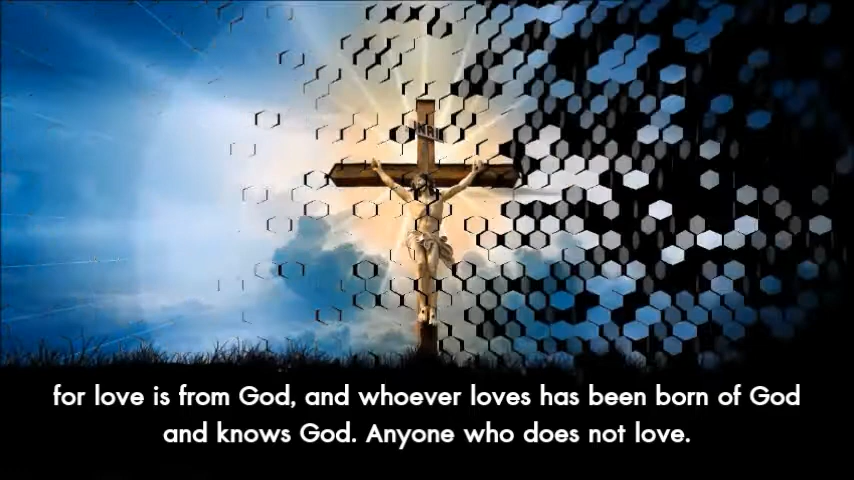 INRI
for love is from God, and whoever loves has been born of God
and knows God. Anyone who does not love.